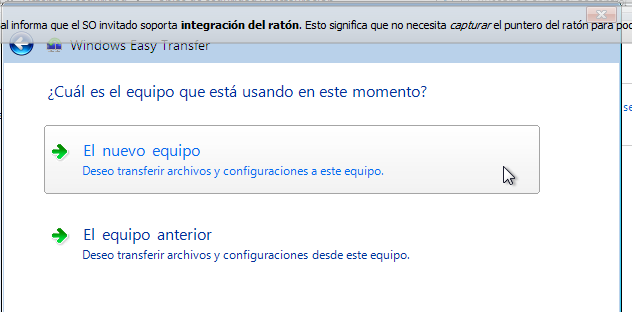 al informa que el SO invitado soporta integración del ratón. Esto significa que no necesita capturar el puntero del ratón para poc
Windows Easy Transfer
¿Cuál es el equipo que está usando en este momento?
El nuevo equipo
Deseo transferir archivos y configuraciones a este equipo.
El equipo anterior
Deseo transferir archivos y configuraciones desde este equipo.
se